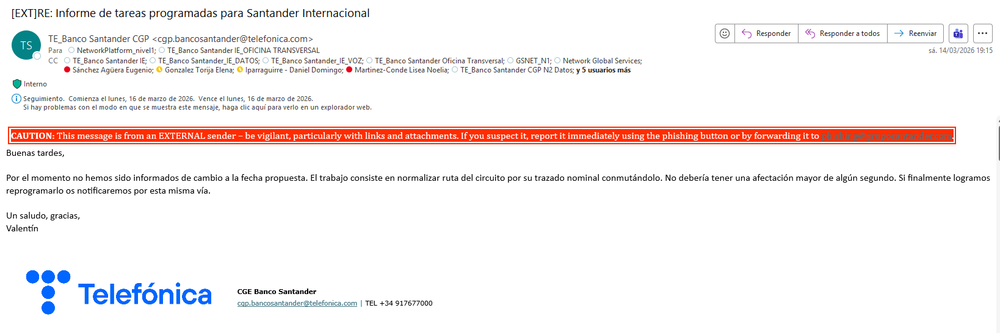 [EXT]RE: Informe de tareas programadas para Santander Internacional
TS
TE_Banco Santander CGP <cgp.bancosantander@telefonica.com>
Responder
Responder a todos
Reenviar
sá. 14/03/2026 19:15
Para NetworkPlatform_nivel1; TE_Banco Santander IE_OFICINA TRANSVERSAL
CC TE_Banco Santander IE; TE_Banco Santander_IE_DATOS; TE_Banco Santander_IE_VOZ; TE_Banco Santander Oficina Transversal; GSNET_N1; Network Global Services;
Sánchez Agüera Eugenio; Gonzalez Torija Elena; Iparraguirre - Daniel Domingo; Martinez-Conde Lisea Noelia; TE_Banco Santander CGP N2 Datos; y 5 usuarios más
Interno
Seguimiento. Comienza el lunes, 16 de marzo de 2026. Vence el lunes, 16 de marzo de 2026.
Si hay problemas con el modo en que se muestra este mensaje, haga clic aquí para verlo en un explorador web.
CAUTION: This message is from an EXTERNAL sender – be vigilant, particularly with links and attachments. If you suspect it, report it immediately using the phishing button or by forwarding it to phishing@gruposantander.com.
Buenas tardes,
Por el momento no hemos sido informados de cambio a la fecha propuesta. El trabajo consiste en normalizar ruta del circuito por su trazado nominal conmutándolo. No debería tener una afectación mayor de algún segundo. Si finalmente logramos
reprogramarlo os notificaremos por esta misma vía.
Un saludo, gracias,
Valentín
Telefónica
CGE Banco Santander
cgp.bancosantander@telefonica.com | TEL +34 917677000